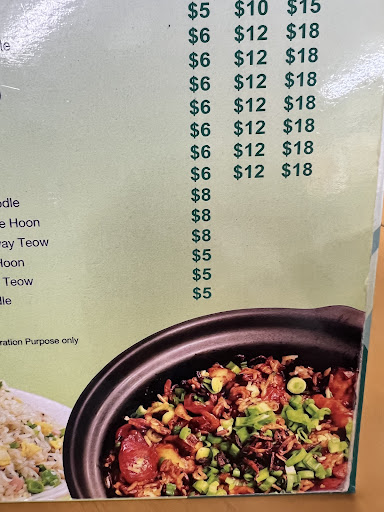 $5 $10 $15
le
$6 $12 $18
$6 $12 $18
$6 $12 $18
$6 $12 $18
$6 $12 $18
$6 $12 $18
$6 $12 $18
odle $8
e Hoon $8
ay Teow $8
Hoon $5
Teow $5
dle $5
ration Purpose only